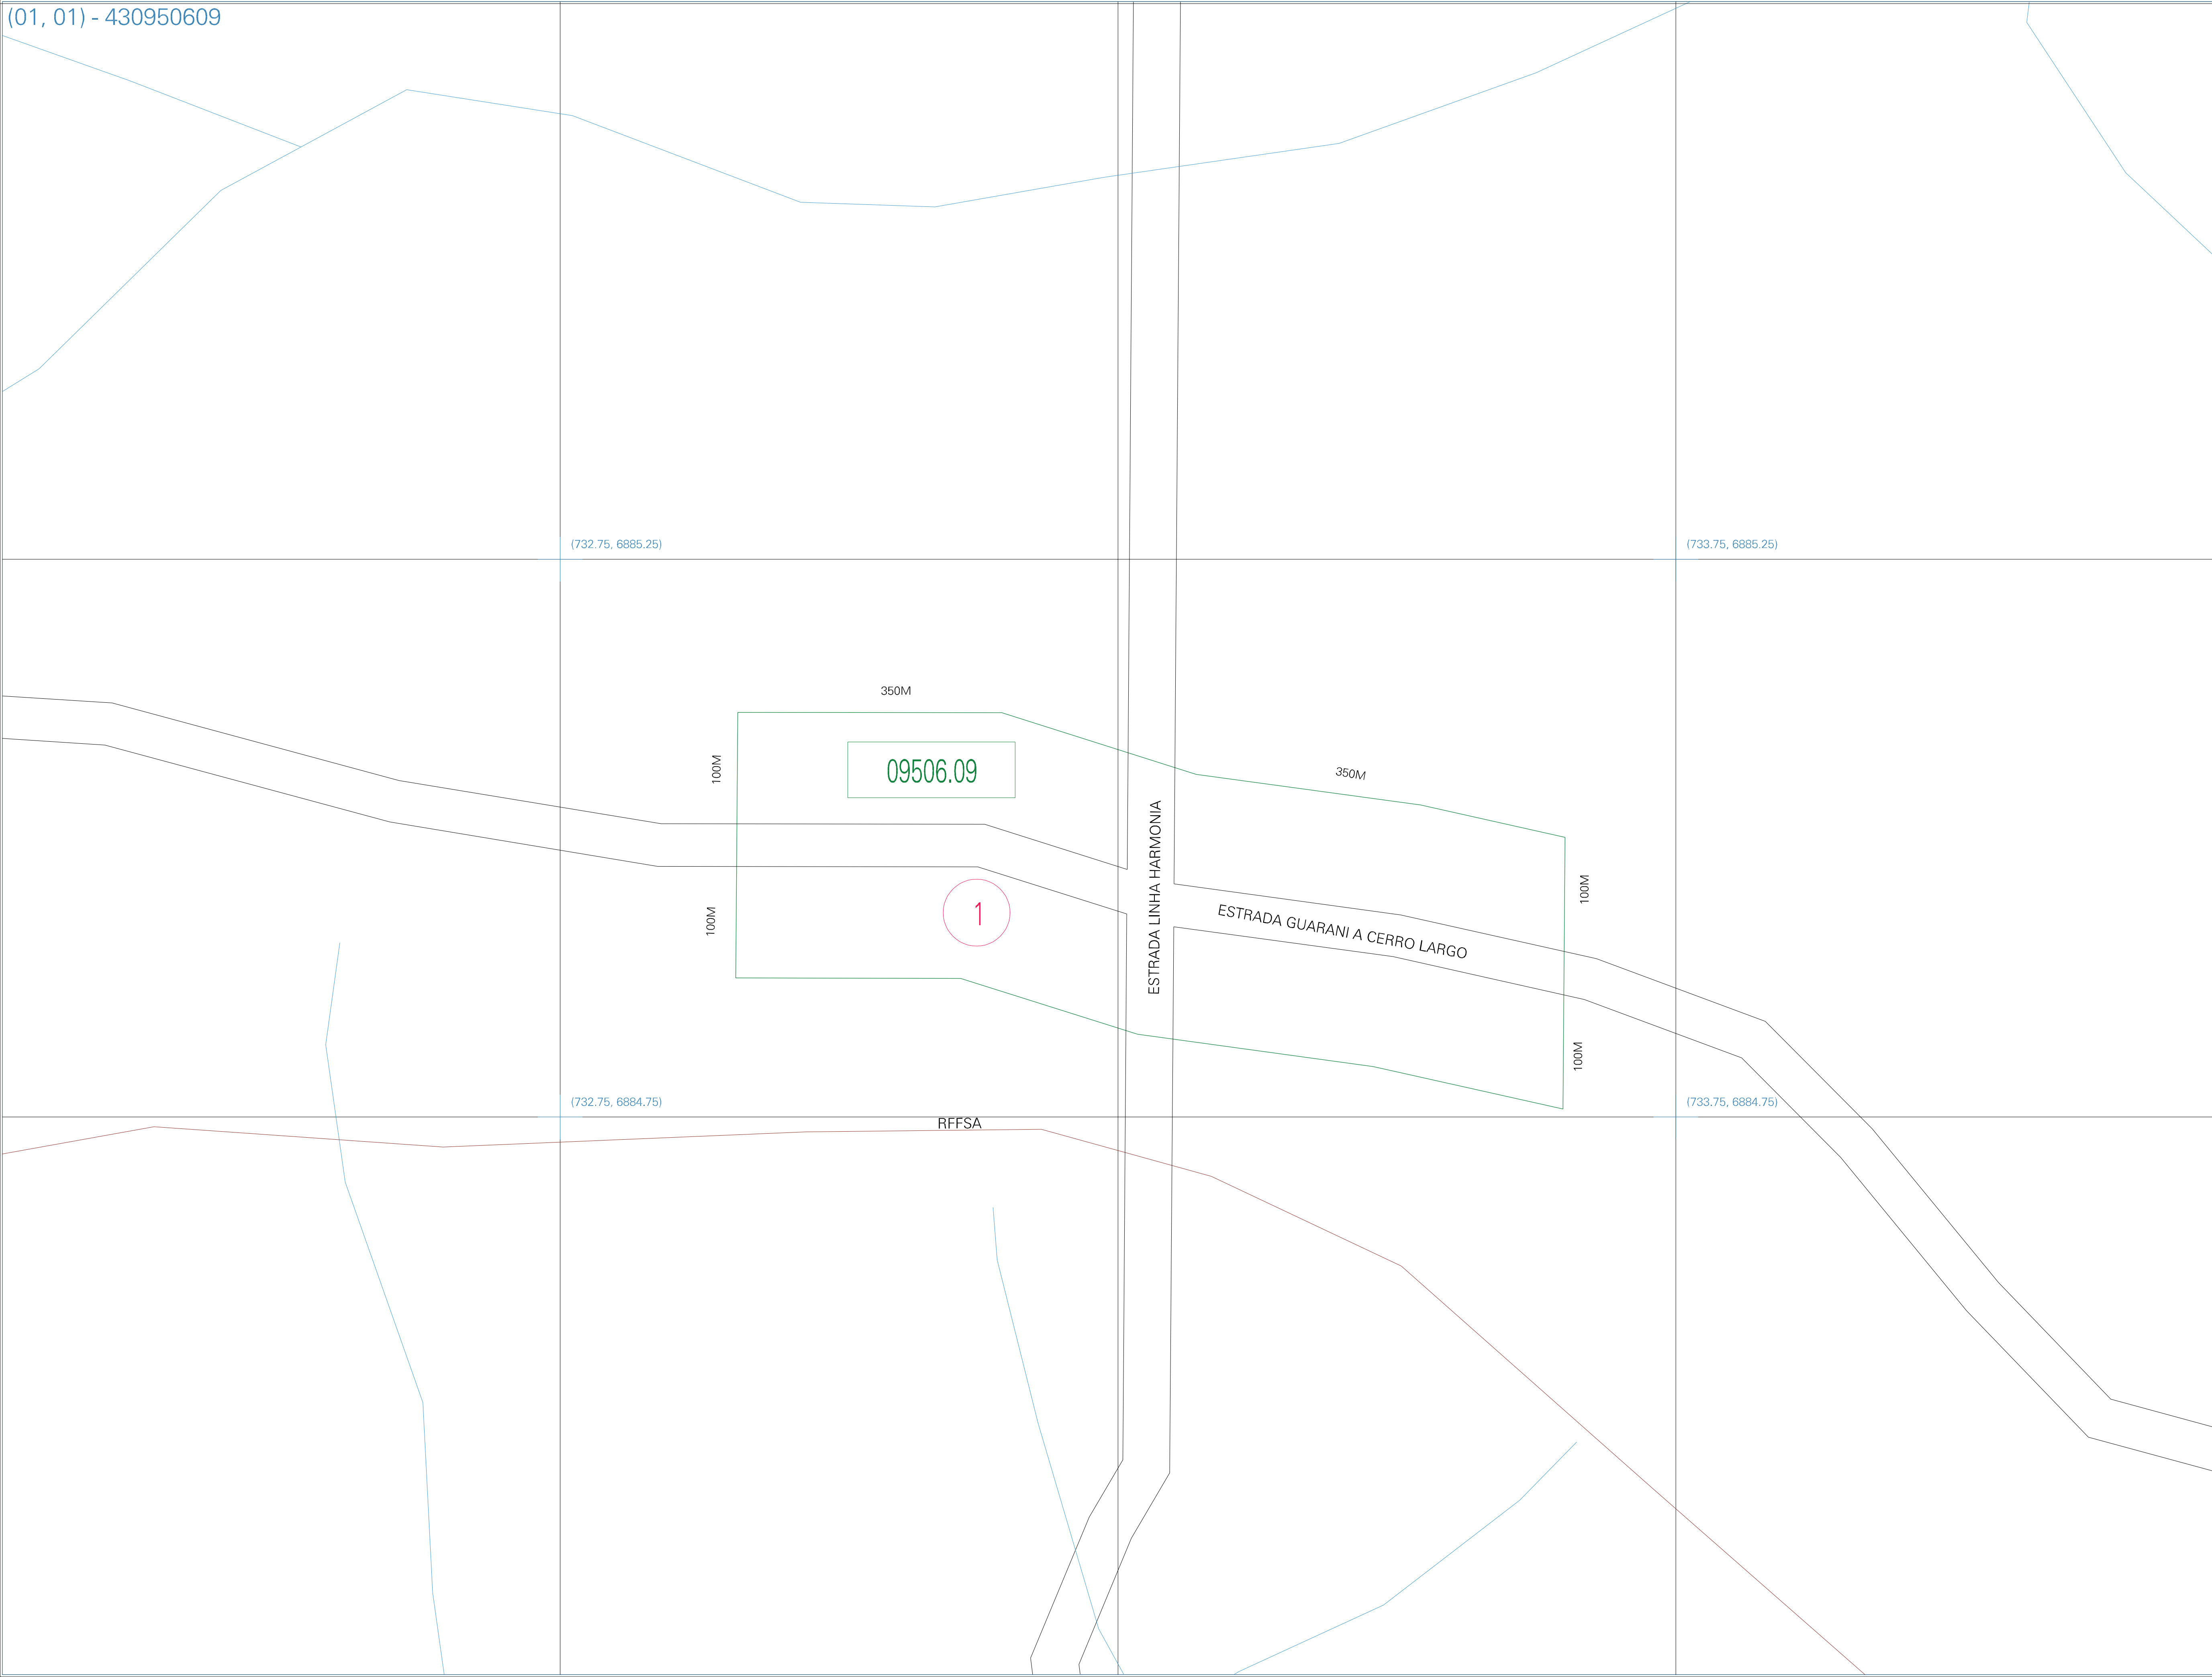 (01, 01) - 430950609
(732.75, 6885.25)
(733.75, 6885.25)
350M
100M
09506.09
350M
100M
1
ESTRADA LINHA HARMONIA
ESTRADA GUARANI A CERRO LARGO
100M
100M
(732.75, 6884.75)
(733.75, 6884.75)
RFFSA